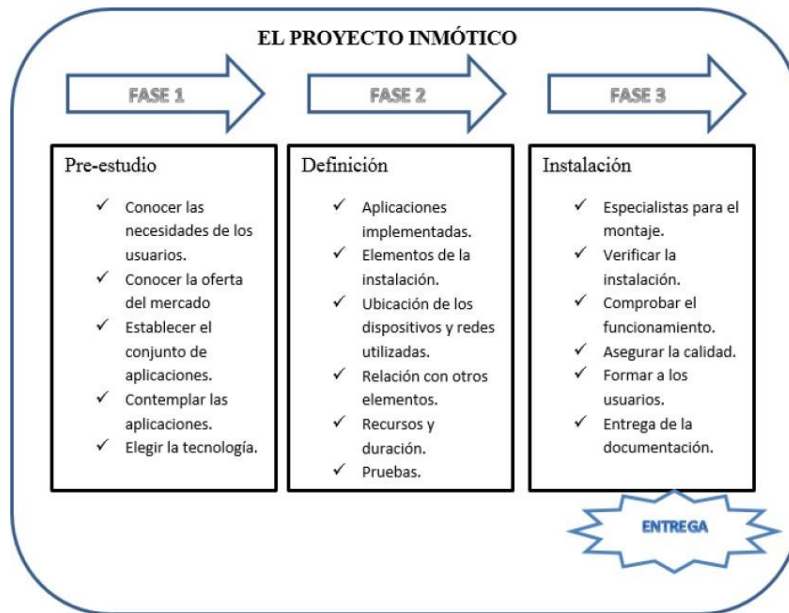 EL PROYECTO INMÓTICO
FASE 1
FASE 2
FASE 3
Pre-estudio
✓ Conocer las
necesidades de los
usuarios.
✓ Conocer la oferta
del mercado
✓ Establecer el
conjunto de
aplicaciones.
✓ Contemplar las
aplicaciones.
✓ Elegir la tecnología.
Definición
✓ Aplicaciones
implementadas.
✓ Elementos de la
instalación.
✓ Ubicación de los
dispositivos y redes
utilizadas.
✓ Relación con otros
elementos.
✓ Recursos y
duración.
✓ Pruebas.
Instalación
✓ Especialistas para el
montaje.
✓ Verificar la
instalación.
✓ Comprobar el
funcionamiento.
✓ Asegurar la calidad.
✓ Formar a los
usuarios.
✓ Entrega de la
documentación.
ENTREGA